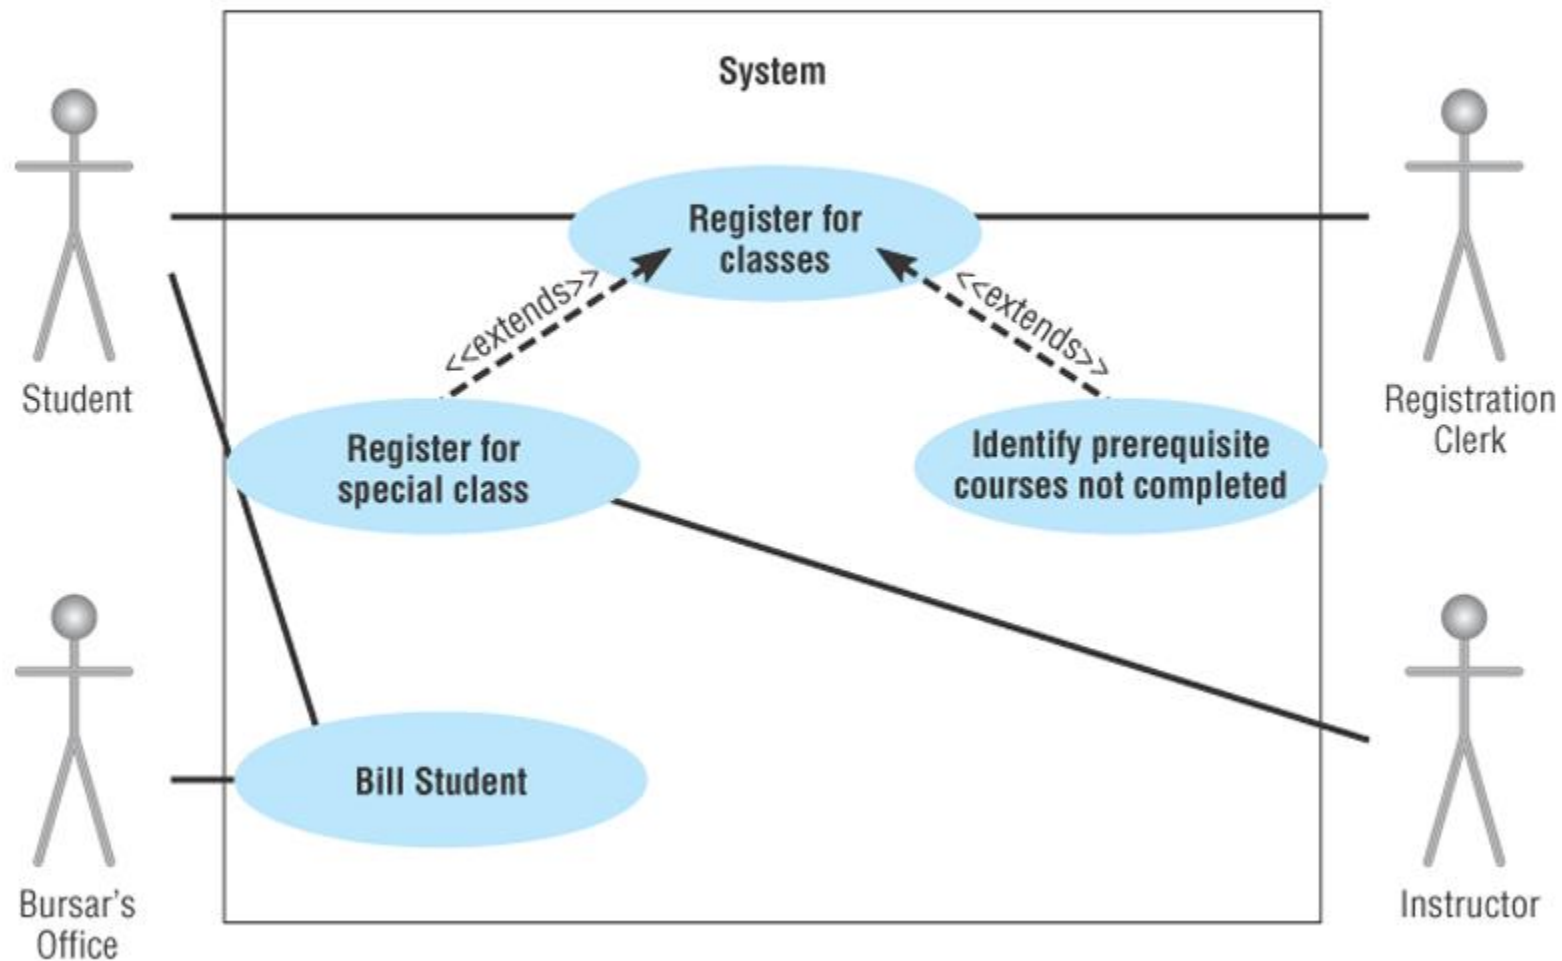 System
Register for
classes
<<extends>>
<<extends>>
Student
Registration
Clerk
Register for
special class
Identify prerequisite
courses not completed
Bill Student
Bursar's
Office
Instructor